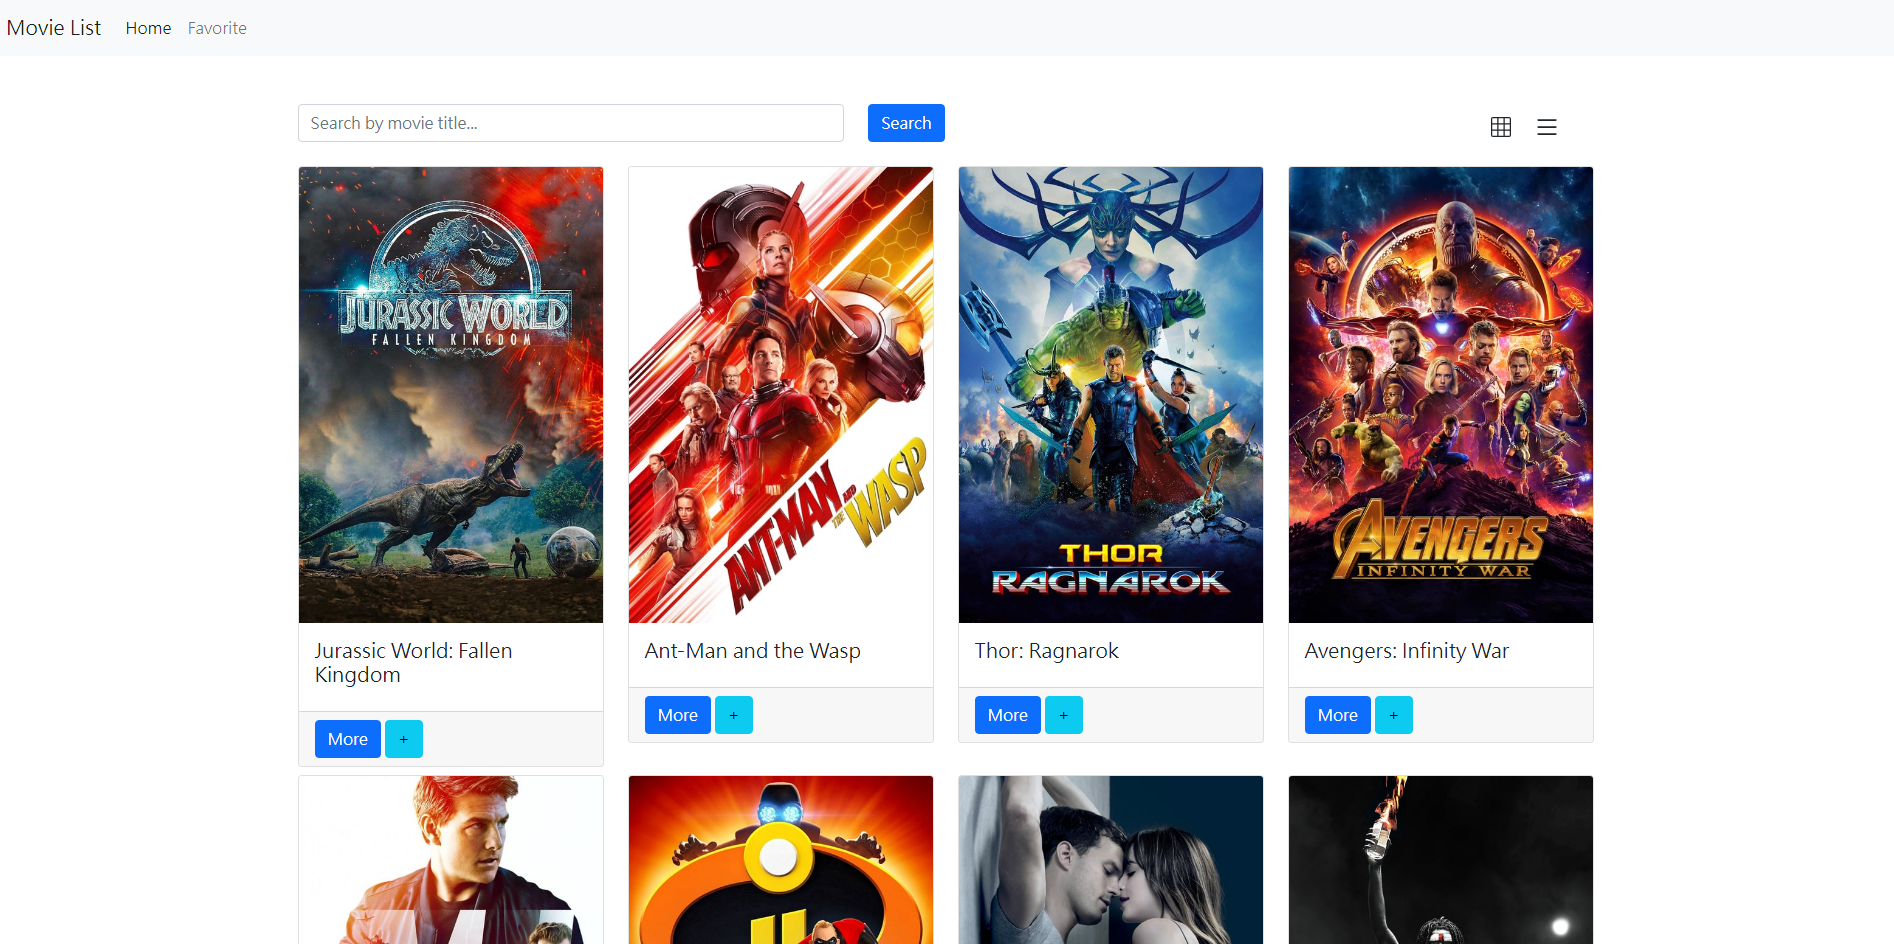 Movie List Home Favorite
Search by movie title...
Search
JURASSIC WORLD
FALLEN KINGDOM
ANT-MAN AND THE WASP
THOR
RAGNAROK
AVENGERS
INFINITY WAR
Jurassic World: Fallen
Kingdom
More +
Ant-Man and the Wasp
More +
Thor: Ragnarok
More +
Avengers: Infinity War
More +